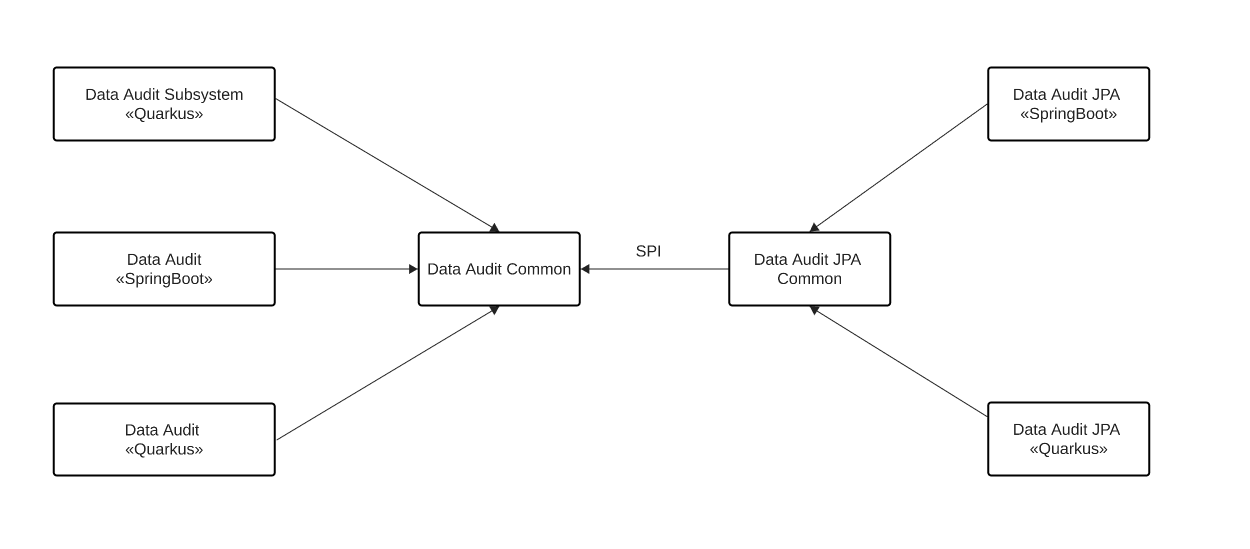 Data Audit Subsystem
«Quarkus»
Data Audit JPA
«SpringBoot»
Data Audit
«SpringBoot»
Data Audit Common
SPI
Data Audit JPA
Common
Data Audit
«Quarkus»
Data Audit JPA
«Quarkus»